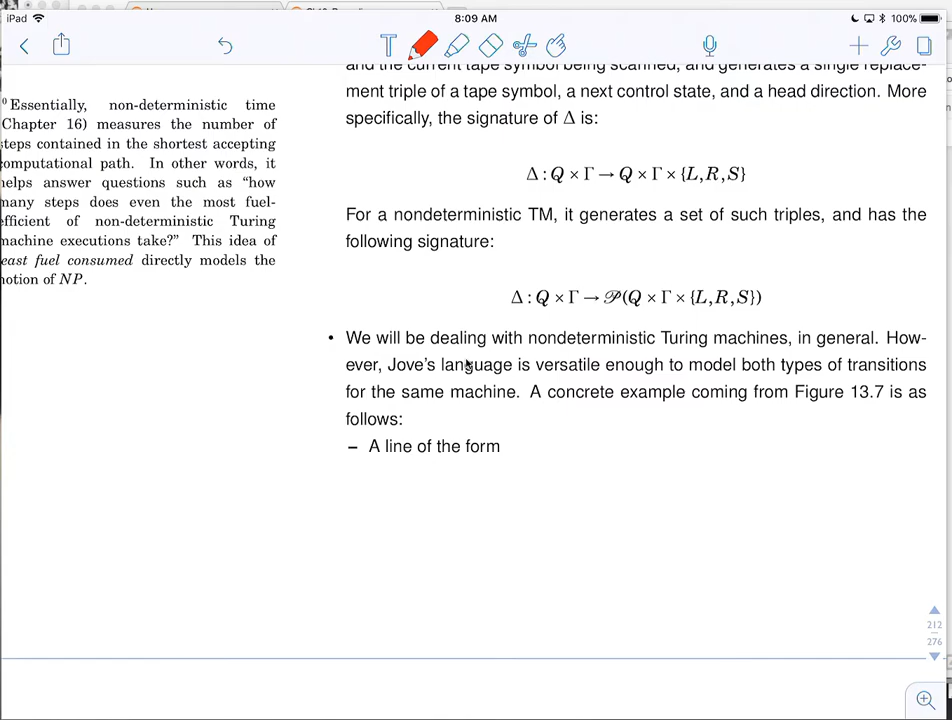 iPad
8:09 AM
100%
T
and the current tape symbol being scanned, and generates a single replace-
ment triple of a tape symbol, a next control state, and a head direction. More
specifically, the signature of Δ is:
Δ : Q × Γ → Q × Γ × {L,R,S}
For a nondeterministic TM, it generates a set of such triples, and has the
following signature:
Δ : Q × Γ → 𝒫(Q × Γ × {L,R,S})
• We will be dealing with nondeterministic Turing machines, in general. How-
ever, Jove's language is versatile enough to model both types of transitions
for the same machine. A concrete example coming from Figure 13.7 is as
follows:
– A line of the form
0 Essentially, non-deterministic time
Chapter 16) measures the number of
steps contained in the shortest accepting
omputational path. In other words, it
elps answer questions such as "how
many steps does even the most fuel-
efficient of non-deterministic Turing
machine executions take?" This idea of
east fuel consumed directly models the
notion of NP.
212
276